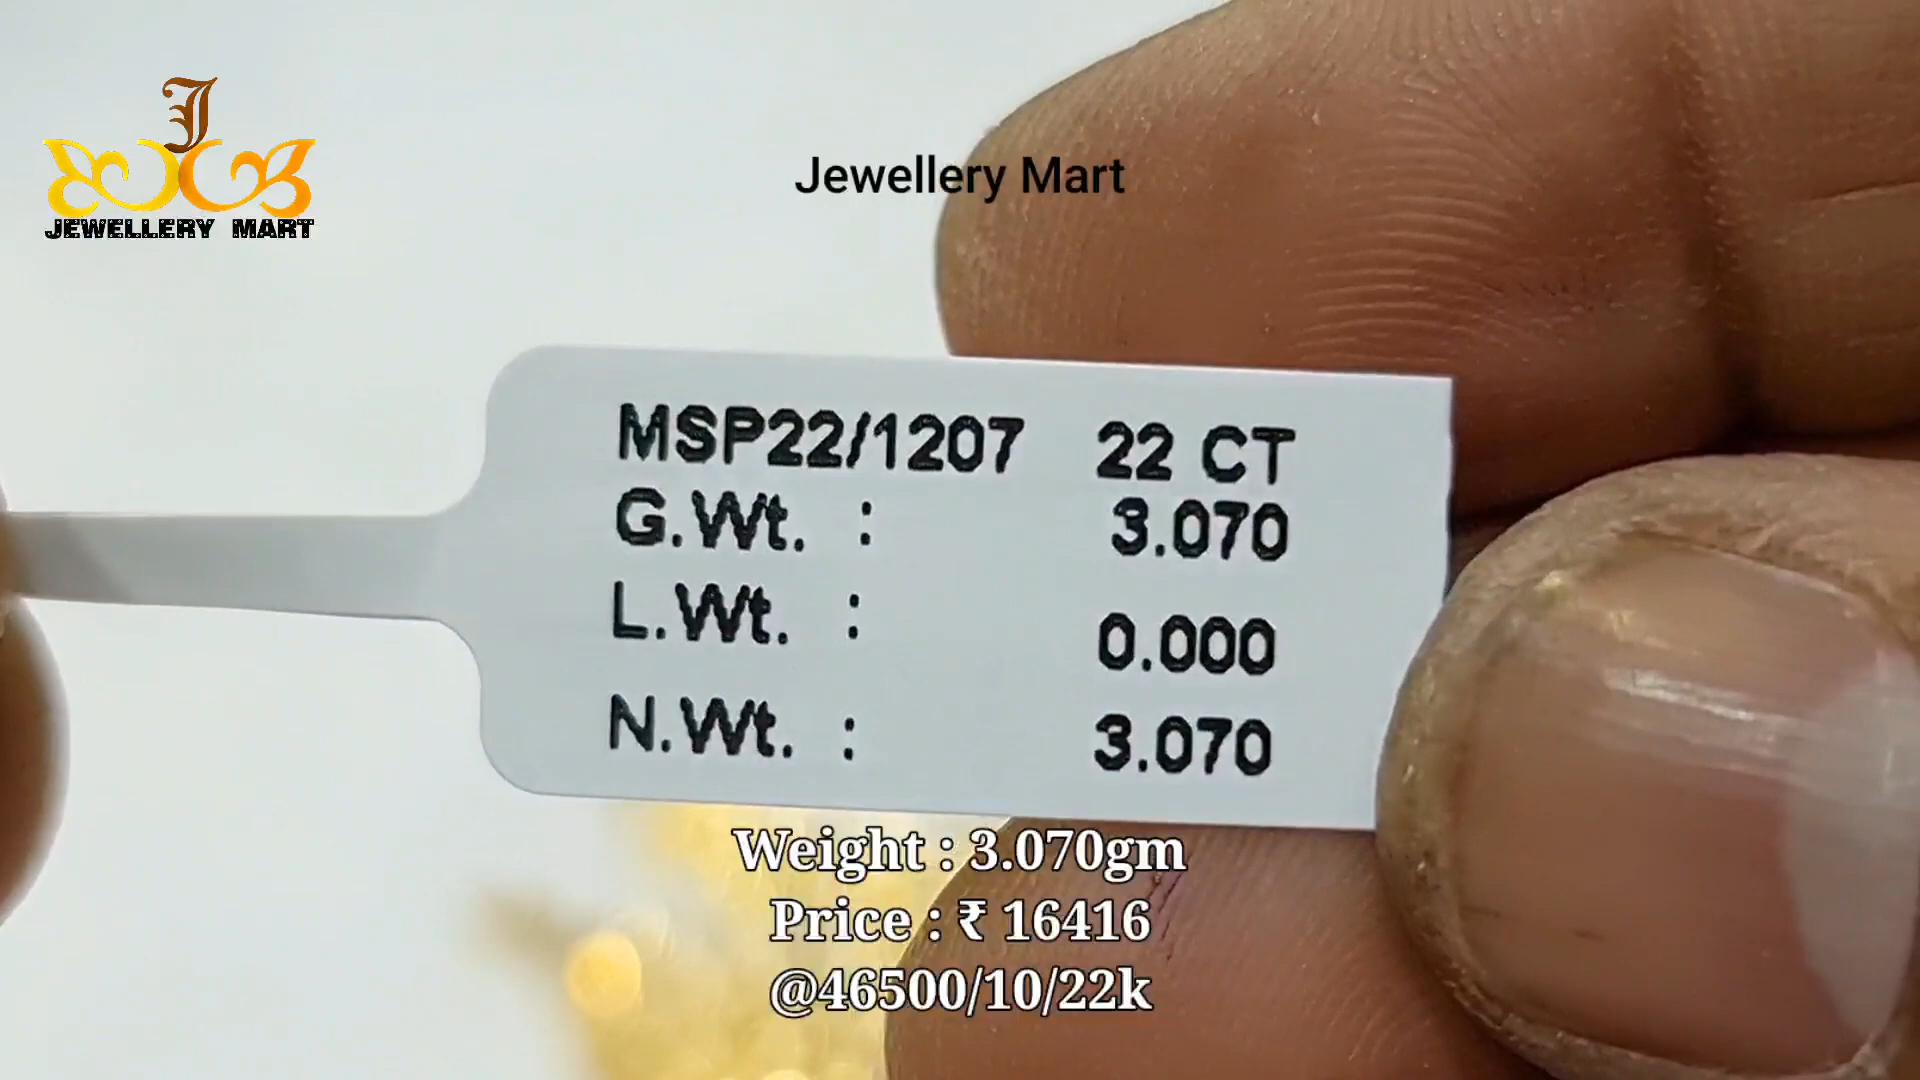 J
JEWELLERY MART
Jewellery Mart
MSP22/1207 22 CT
G.Wt. : 3.070
L.Wt. : 0.000
N.Wt. : 3.070
Weight : 3.070gm
Price : ₹ 16416
@46500/10/22k